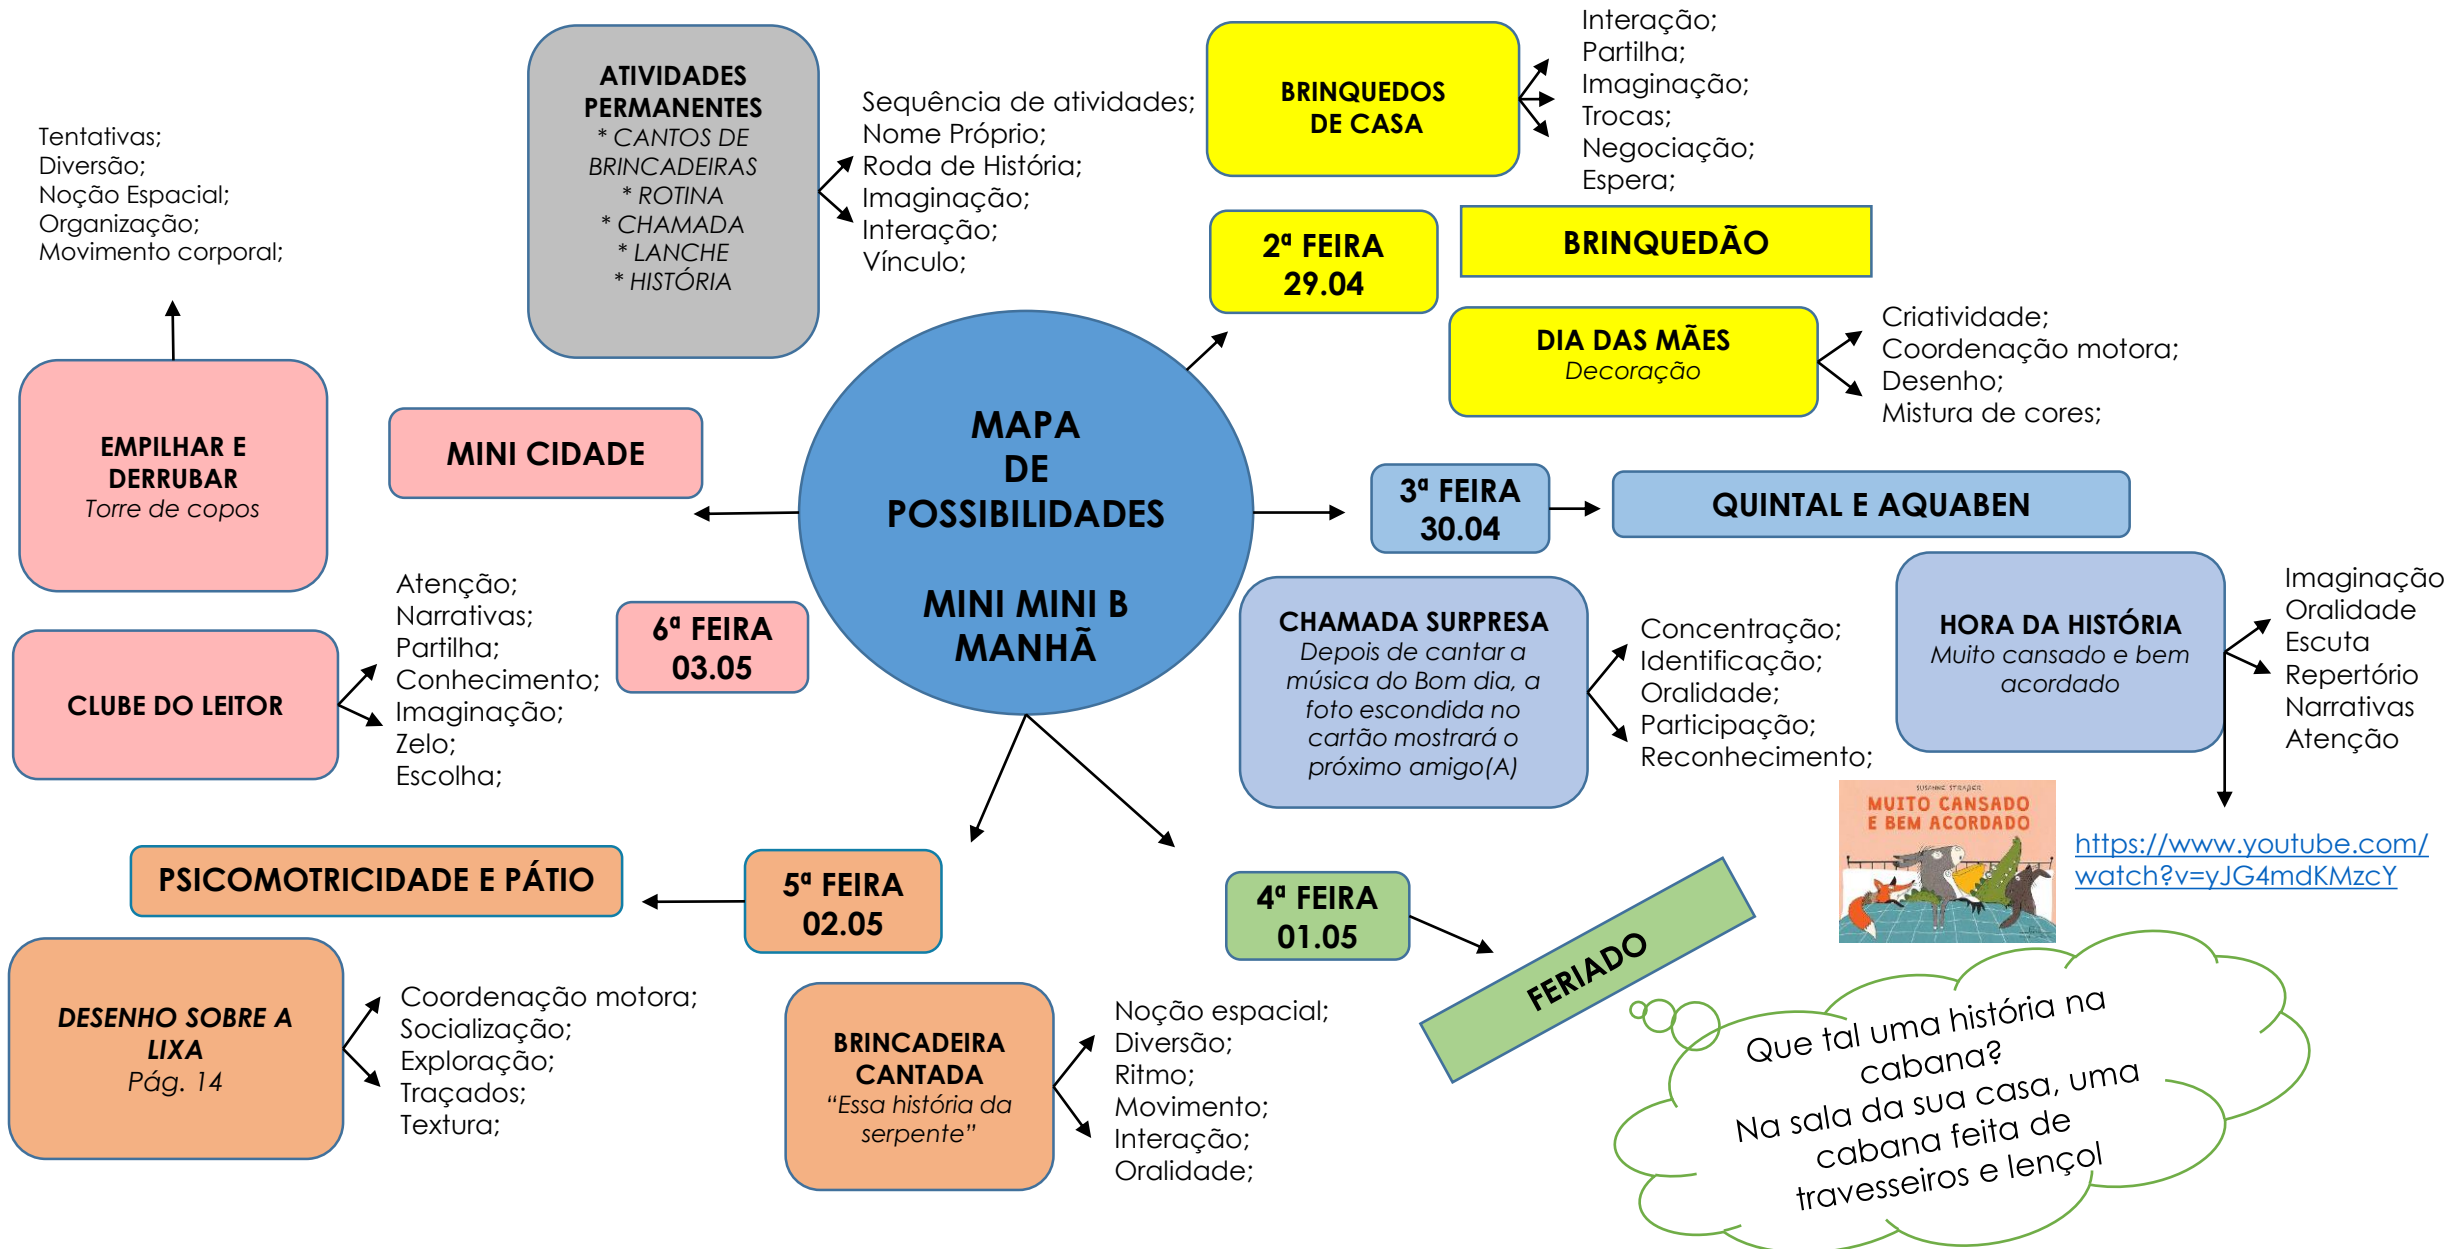 ATIVIDADES
PERMANENTES
* CANTOS DE
BRINCADEIRAS
* ROTINA
* CHAMADA
* LANCHE
* HISTÓRIA
Sequência de atividades;
Nome Próprio;
Roda de História;
Imaginação;
Interação;
Vínculo;
BRINQUEDOS
DE CASA
Interação;
Partilha;
Imaginação;
Trocas;
Negociação;
Espera;
2ª FEIRA
29.04
BRINQUEDÃO
DIA DAS MÃES
Decoração
Criatividade;
Coordenação motora;
Desenho;
Mistura de cores;
Tentativas;
Diversão;
Noção Espacial;
Organização;
Movimento corporal;
EMPILHAR E
DERRUBAR
Torre de copos
MINI CIDADE
MAPA
DE
POSSIBILIDADES
MINI MINI B
MANHÃ
3ª FEIRA
30.04
QUINTAL E AQUABEN
CHAMADA SURPRESA
Depois de cantar a
música do Bom dia, a
foto escondida no
cartão mostrará o
próximo amigo(A)
Concentração;
Identificação;
Oralidade;
Participação;
Reconhecimento;
HORA DA HISTÓRIA
Muito cansado e bem
acordado
Imaginação
Oralidade
Escuta
Repertório
Narrativas
Atenção
SUSANNE STRAßER
MUITO CANSADO
E BEM ACORDADO
https://www.youtube.com/
watch?v=yJG4mdKMzcY
6ª FEIRA
03.05
CLUBE DO LEITOR
Atenção;
Narrativas;
Partilha;
Conhecimento;
Imaginação;
Zelo;
Escolha;
PSICOMOTRICIDADE E PÁTIO
5ª FEIRA
02.05
4ª FEIRA
01.05
FERIADO
DESENHO SOBRE A
LIXA
Pág. 14
Coordenação motora;
Socialização;
Exploração;
Traçados;
Textura;
BRINCADEIRA
CANTADA
“Essa história da
serpente”
Noção espacial;
Diversão;
Ritmo;
Movimento;
Interação;
Oralidade;
Que tal uma história na
cabana?
Na sala da sua casa, uma
cabana feita de
travesseiros e lençol